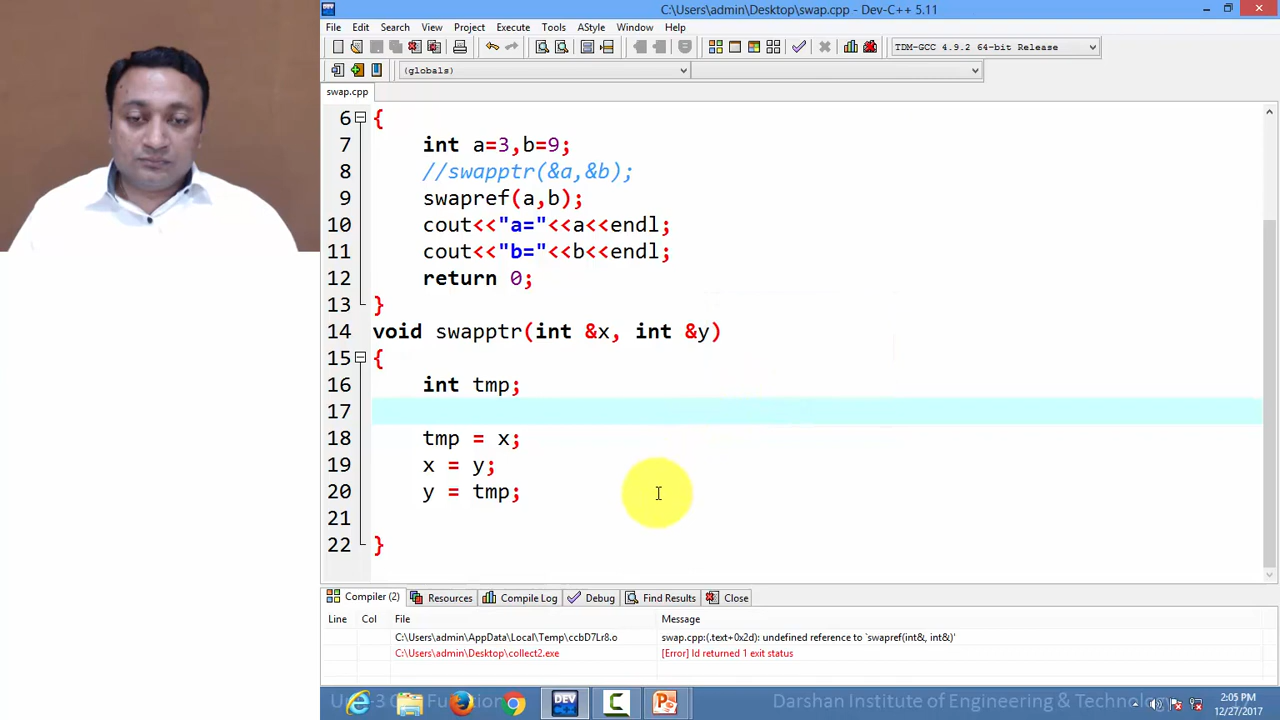 C:\Users\admin\Desktop\swap.cpp - Dev-C++ 5.11
File Edit Search View Project Execute Tools AStyle Window Help
TDM-GCC 4.9.2 64-bit Release
(globals)
swap.cpp
6 {
7 int a=3,b=9;
8 //swapptr(&a,&b);
9 swapref(a,b);
10 cout<<"a="<<a<<endl;
11 cout<<"b="<<b<<endl;
12 return 0;
13 }
14 void swapptr(int &x, int &y)
15 {
16 int tmp;
17
18 tmp = x;
19 x = y;
20 y = tmp;
21
22 }
Compiler (2) Resources Compile Log Debug Find Results Close
Line Col File Message
C:\Users\admin\AppData\Local\Temp\ccbD7Lr8.o swap.cpp:(.text+0x2d): undefined reference to `swapref(int&, int&)'
C:\Users\admin\Desktop\collect2.exe [Error] ld returned 1 exit status
Darshan Institute of Engineering & Technology
2:05 PM
12/27/2017